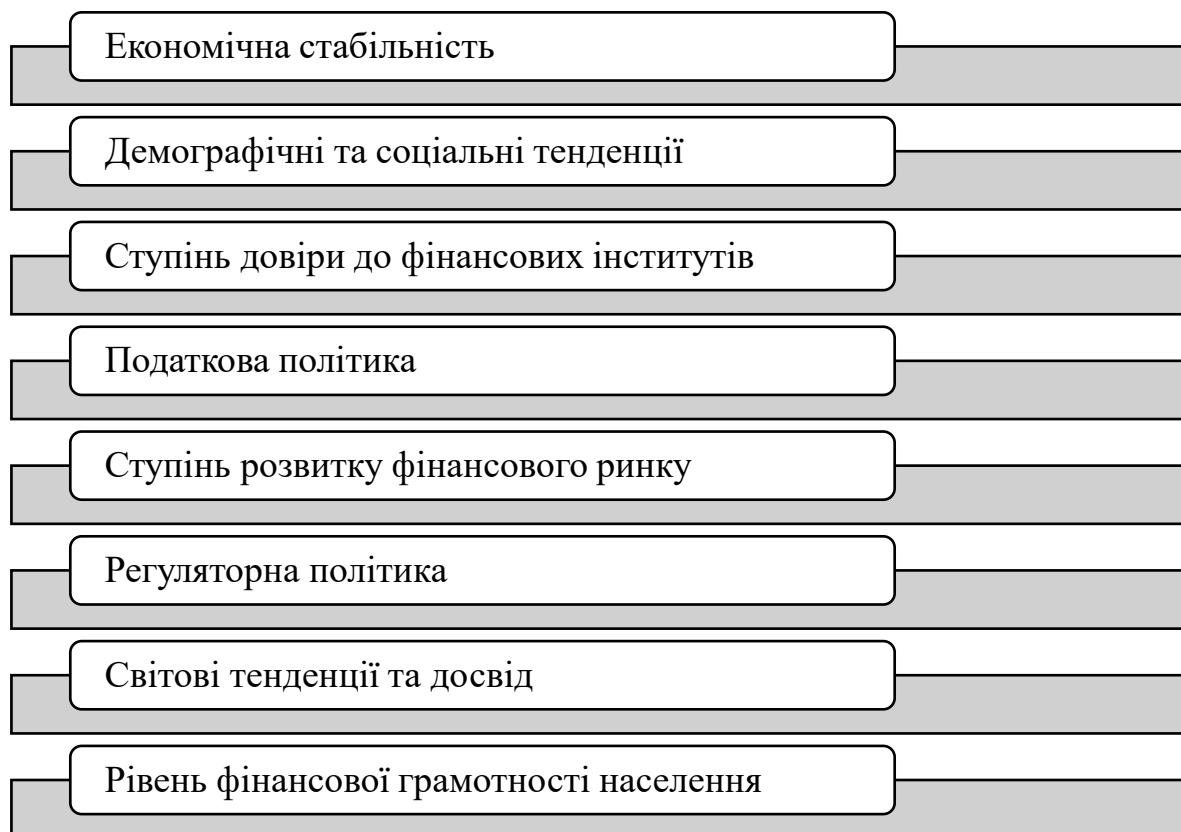 Економічна стабільність
Демографічні та соціальні тенденції
Ступінь довіри до фінансових інститутів
Податкова політика
Ступінь розвитку фінансового ринку
Регуляторна політика
Світові тенденції та досвід
Рівень фінансової грамотності населення